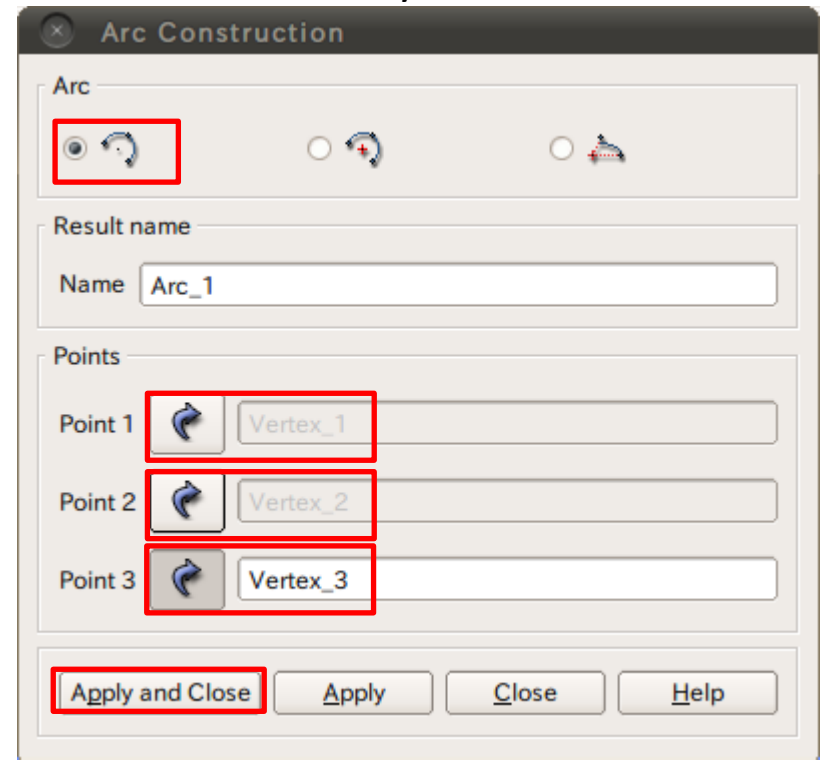 Arc Construction
Arc
Result name
Name Arc_1
Points
Point 1 Vertex_1
Point 2 Vertex_2
Point 3 Vertex_3
Apply and Close Apply Close Help